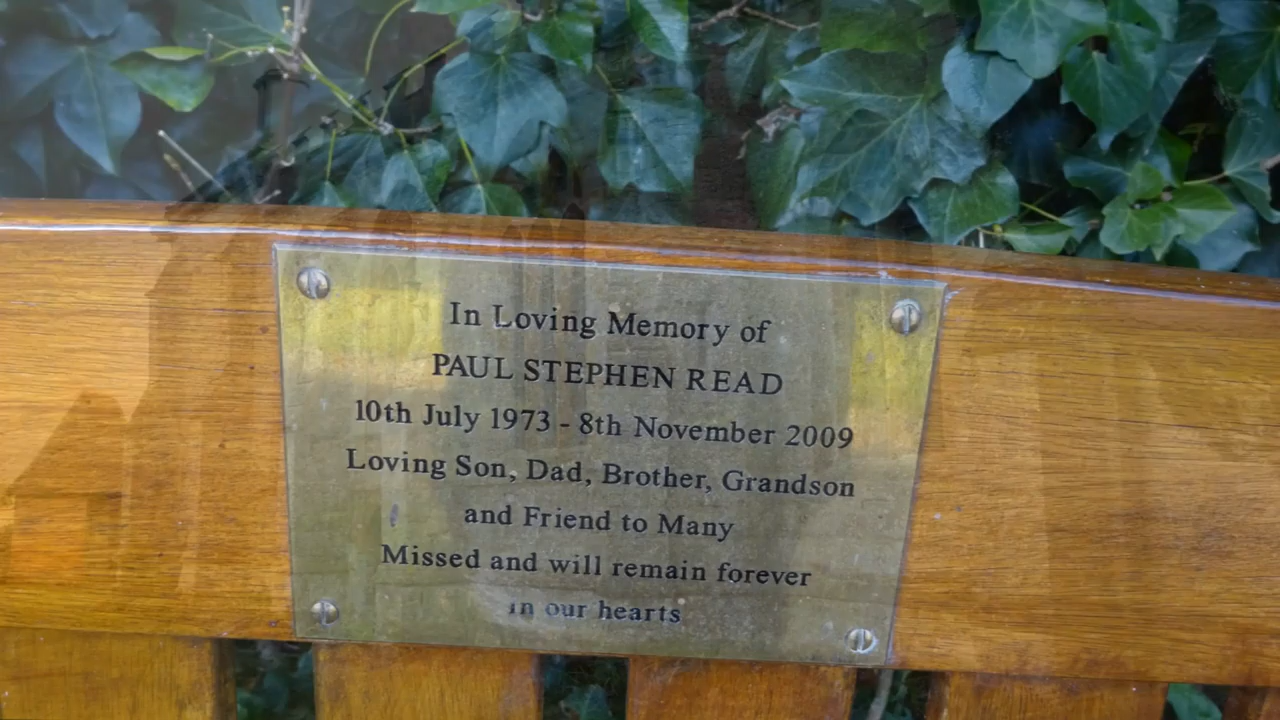 In Loving Memory of
PAUL STEPHEN READ
10th July 1973 - 8th November 2009
Loving Son, Dad, Brother, Grandson
and Friend to Many
Missed and will remain forever
in our hearts